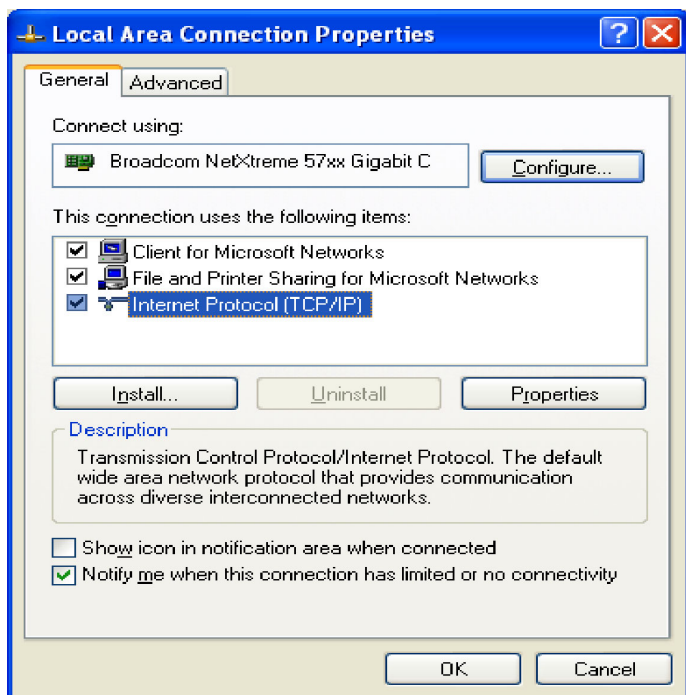 Local Area Connection Properties
General
Advanced
Connect using:
Broadcom NetXtreme 57xx Gigabit C
Configure...
This connection uses the following items:
Client for Microsoft Networks
File and Printer Sharing for Microsoft Networks
Internet Protocol (TCP/IP)
Install...
Uninstall
Properties
Description
Transmission Control Protocol/Internet Protocol. The default
wide area network protocol that provides communication
across diverse interconnected networks.
Show icon in notification area when connected
Notify me when this connection has limited or no connectivity
OK
Cancel